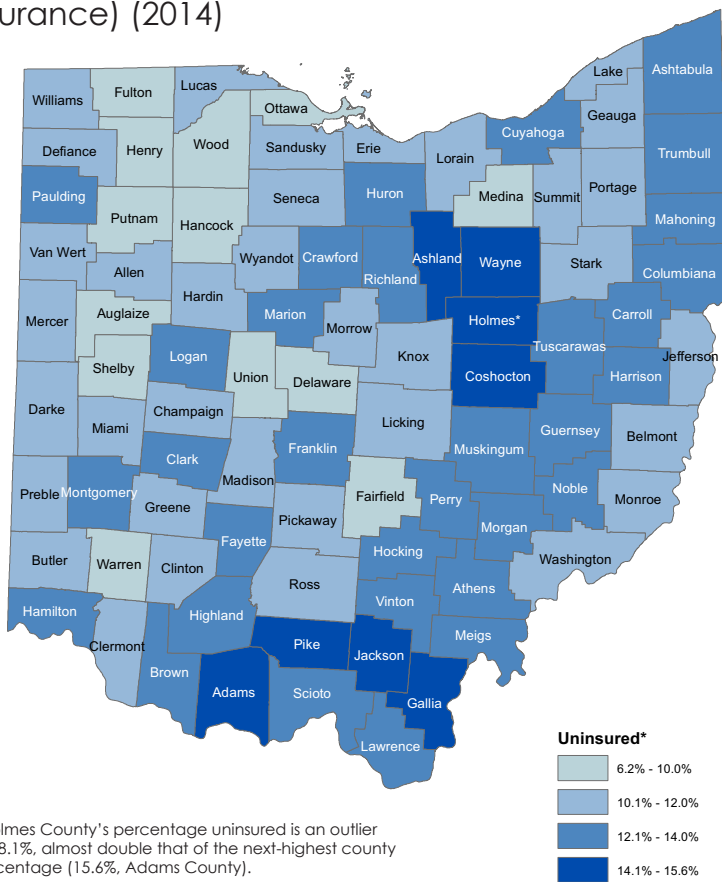 urance) (2014)
Ashtabula
Lake
Lucas
Fulton
Williams
Ottawa
Geauga
Cuyahoga
Wood
Erie
Sandusky
Henry
Defiance
Lorain
Trumbull
Portage
Summit
Medina
Huron
Seneca
Paulding
Putnam
Hancock
Mahoning
Van Wert
Wyandot
Crawford
Ashland
Wayne
Stark
Allen
Richland
Columbiana
Hardin
Mercer
Auglaize
Marion
Morrow
Holmes*
Carroll
Tuscarawas
Logan
Knox
Jefferson
Shelby
Union
Delaware
Coshocton
Harrison
Darke
Champaign
Licking
Miami
Guernsey
Belmont
Franklin
Muskingum
Clark
Madison
Noble
Preble
Montgomery
Fairfield
Perry
Monroe
Greene
Pickaway
Morgan
Fayette
Hocking
Washington
Butler
Warren
Clinton
Ross
Athens
Vinton
Hamilton
Highland
Meigs
Clermont
Pike
Jackson
Brown
Adams
Scioto
Gallia
Lawrence
Uninsured*
6.2% - 10.0%
10.1% - 12.0%
12.1% - 14.0%
14.1% - 15.6%
lmes County's percentage uninsured is an outlier
8.1%, almost double that of the next-highest county
centage (15.6%, Adams County).